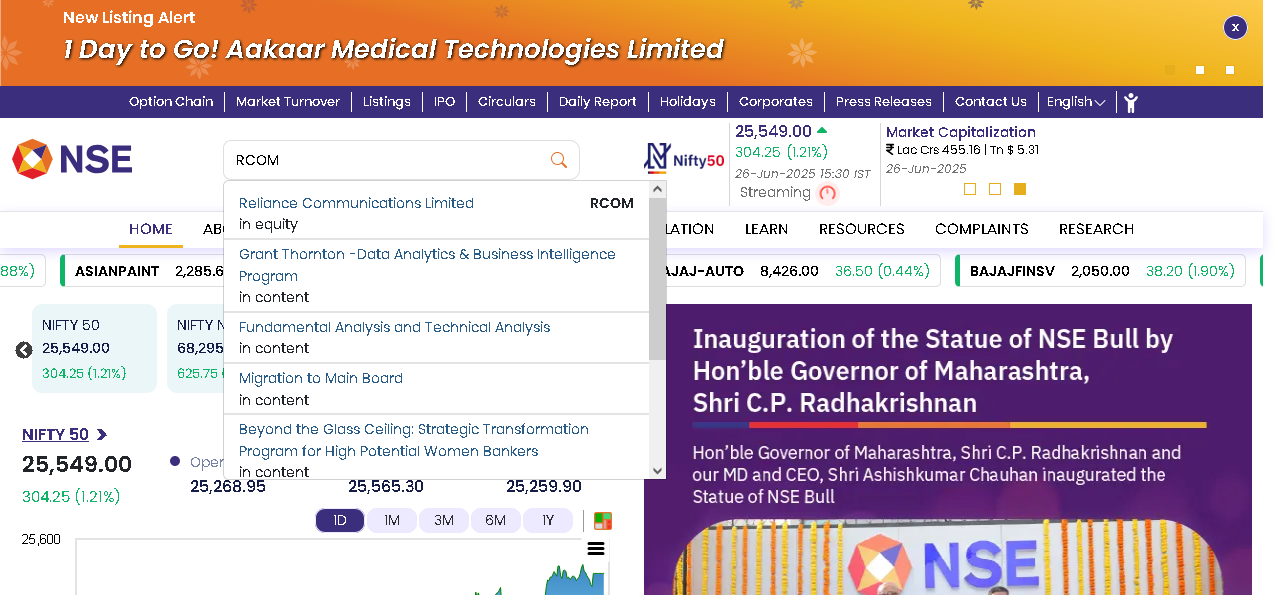 New Listing Alert
1 Day to Go! Aakaar Medical Technologies Limited
x
Option Chain Market Turnover Listings IPO Circulars Daily Report Holidays Corporates Press Releases Contact Us English
NSE
RCOM
Nifty50
25,549.00
304.25 (1.21%)
26-Jun-2025 15:30 IST
Streaming
Market Capitalization
₹ Lac Crs 455.16 | Tn $ 5.31
26-Jun-2025
Reliance Communications Limited RCOM
in equity
Grant Thornton -Data Analytics & Business Intelligence
Program
in content
Fundamental Analysis and Technical Analysis
in content
Migration to Main Board
in content
Beyond the Glass Ceiling: Strategic Transformation
Program for High Potential Women Bankers
in content
HOME AB LATION LEARN RESOURCES COMPLAINTS RESEARCH
88%) ASIANPAINT 2,285.6 AJAJ-AUTO 8,426.00 36.50 (0.44%) BAJAJFINSV 2,050.00 38.20 (1.90%)
NIFTY 50
25,549.00
304.25 (1.21%)
NIFTY N
68,295
625.75
NIFTY 50
25,549.00
304.25 (1.21%)
Open
25,268.95 25,565.30 25,259.90
1D 1M 3M 6M 1Y
25,600
Inauguration of the Statue of NSE Bull by
Hon’ble Governor of Maharashtra,
Shri C.P. Radhakrishnan
Hon’ble Governor of Maharashtra, Shri C.P. Radhakrishnan and
our MD and CEO, Shri Ashishkumar Chauhan inaugurated the
Statue of NSE Bull
NSE